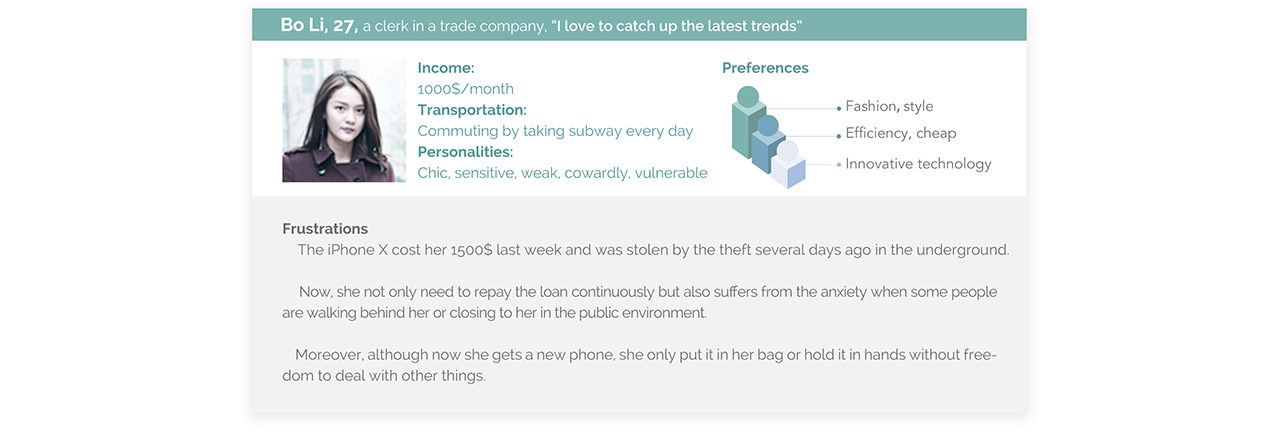 Bo Li, 27, a clerk in a trade company, “I love to catch up the latest trends”
Income:
1000$/month
Transportation:
Commuting by taking subway every day
Personalities:
Chic, sensitive, weak, cowardly, vulnerable
Preferences
Fashion, style
Efficiency, cheap
Innovative technology
Frustrations
The iPhone X cost her 1500$ last week and was stolen by the theft several days ago in the underground.
Now, she not only need to repay the loan continuously but also suffers from the anxiety when some people
are walking behind her or closing to her in the public environment.
Moreover, although now she gets a new phone, she only put it in her bag or hold it in hands without free-
dom to deal with other things.